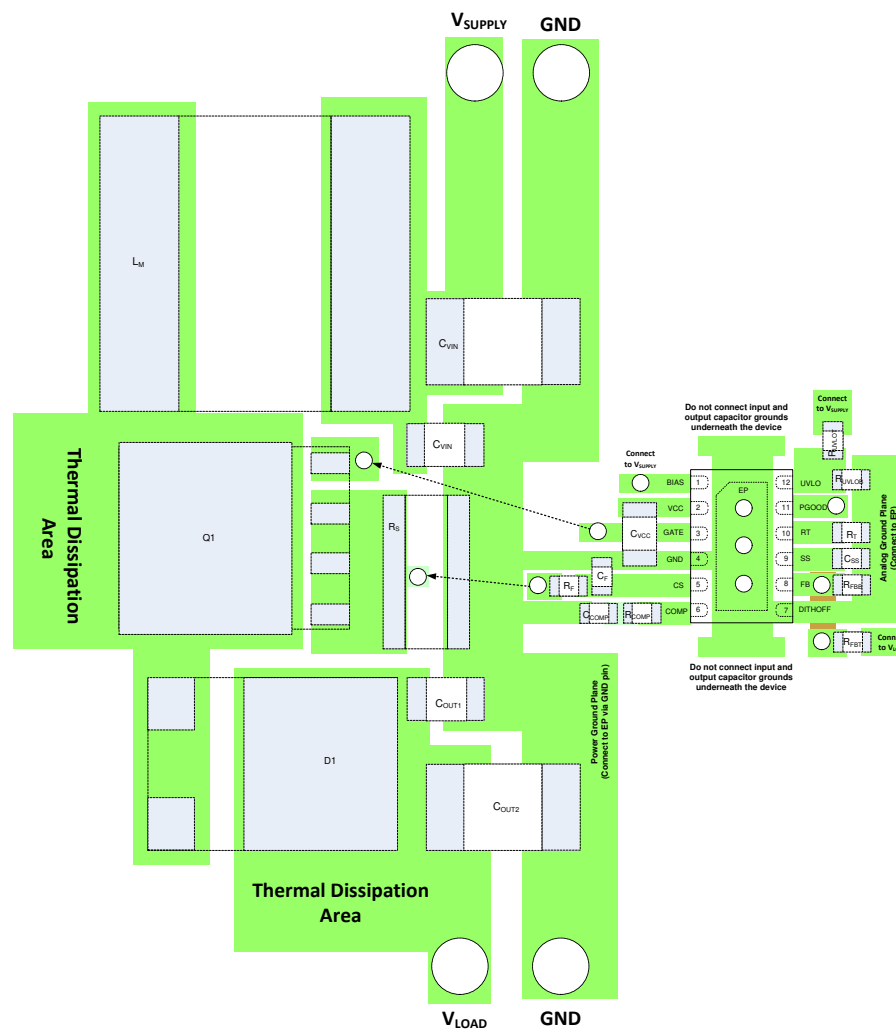 VSUPPLY
GND
LM
CVIN
CVIN
Thermal Dissipation
Area
Q1
RS
Do not connect input and
output capacitor grounds
underneath the device
Connect
to VSUPPLY
Connect
to VSUPPLY
RUVLOT
BIAS
1
EP
12
UVLO
RUVLOB
VCC
2
11
PGOOD
CVCC
GATE
3
10
RT
RT
GND
4
9
SS
CSS
RF
CF
CS
5
8
FB
RFBB
CCOMP
RCOMP
COMP
6
7
DITHOFF
RFBT
Connect
Analog Ground Plane
(Connect to EP)
Do not connect input and
output capacitor grounds
underneath the device
COUT1
D1
COUT2
Power Ground Plane
(Connect to EP via GND pin)
Thermal Dissipation
Area
VLOAD
GND